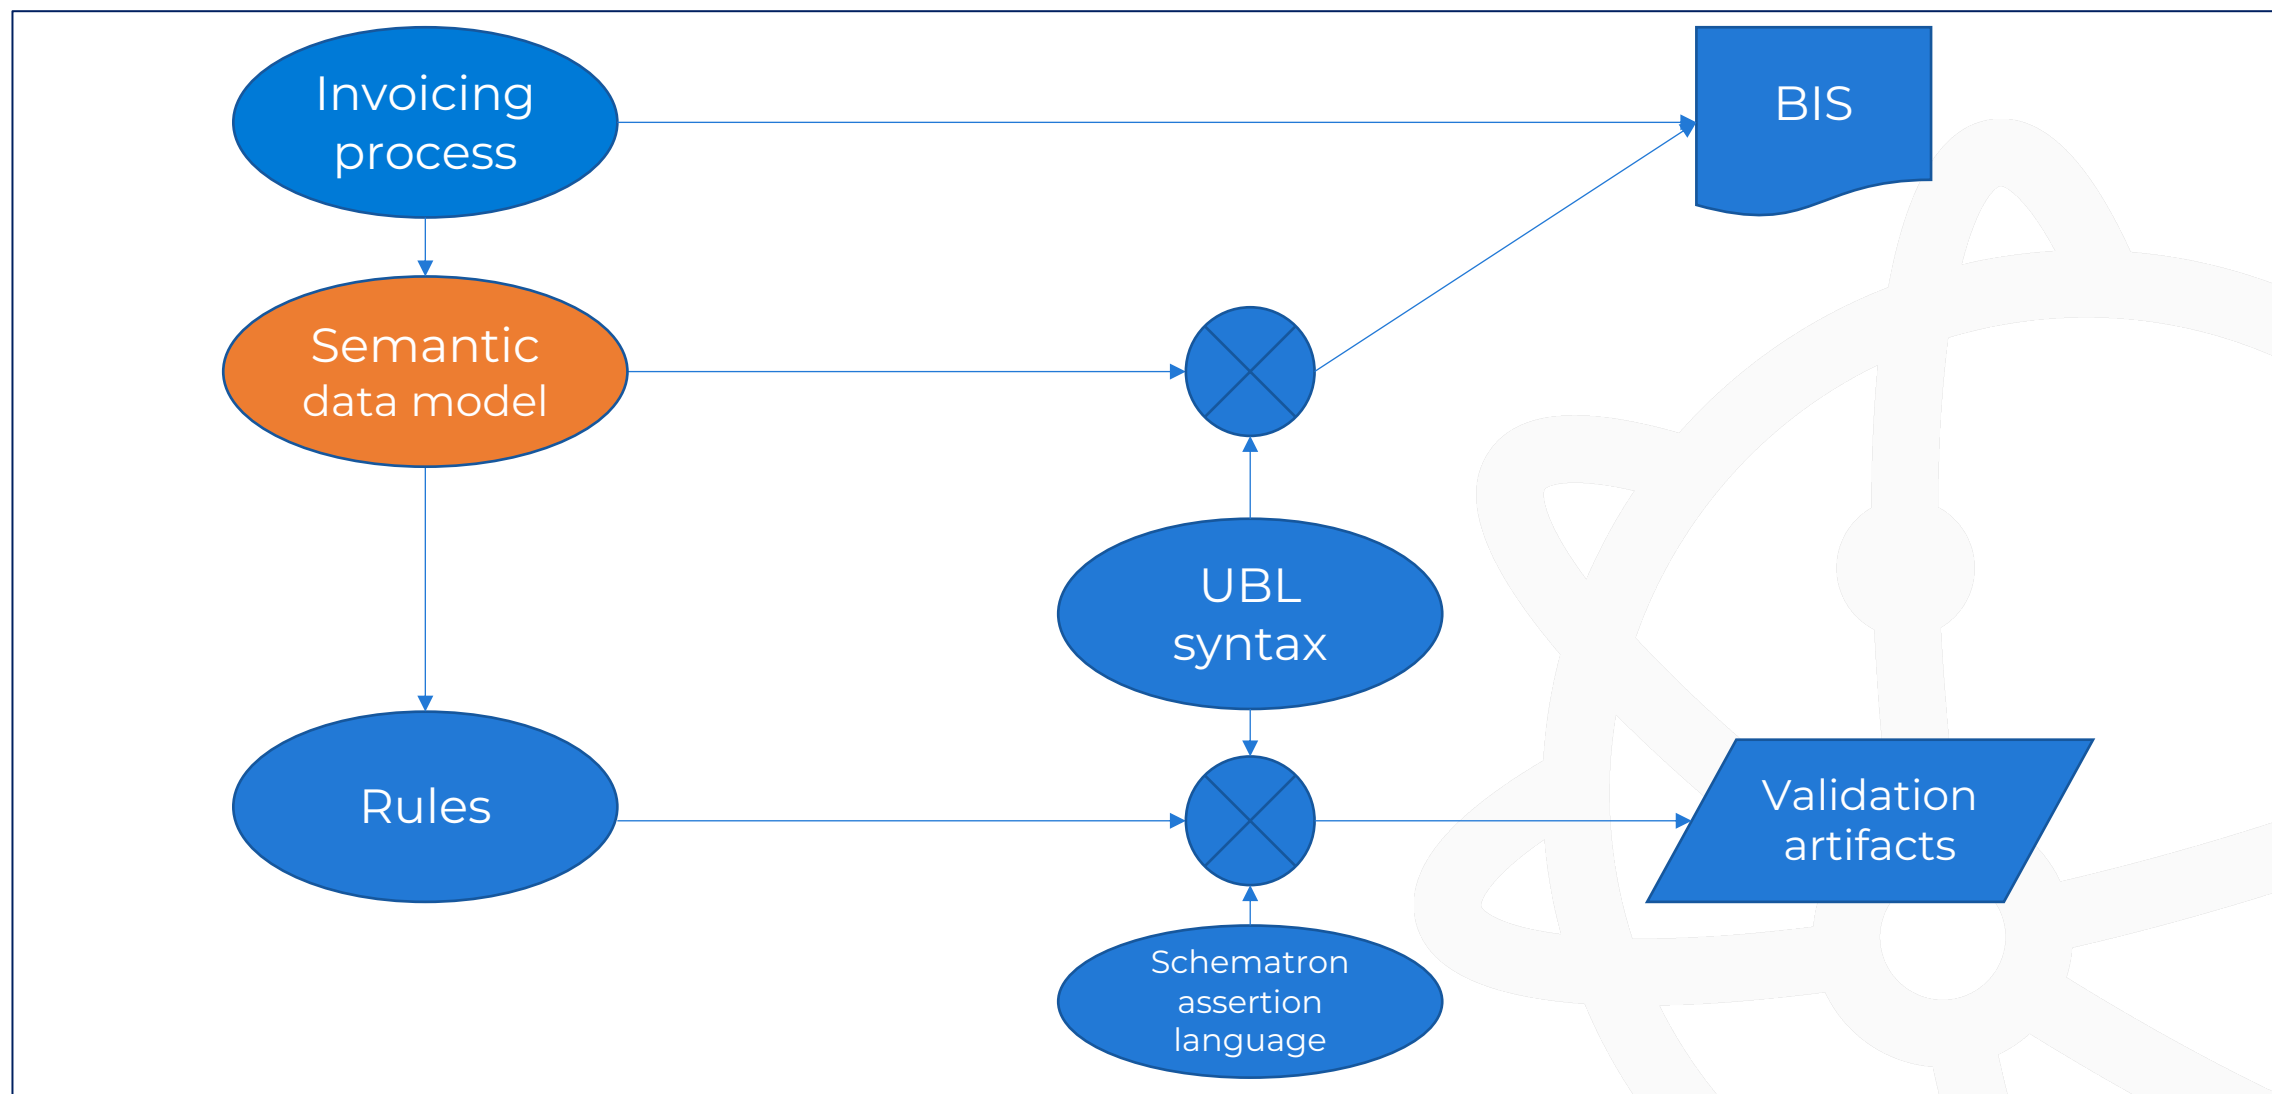 Invoicing
process
BIS
Semantic
data model
UBL
syntax
Rules
Validation
artifacts
Schematron
assertion
language